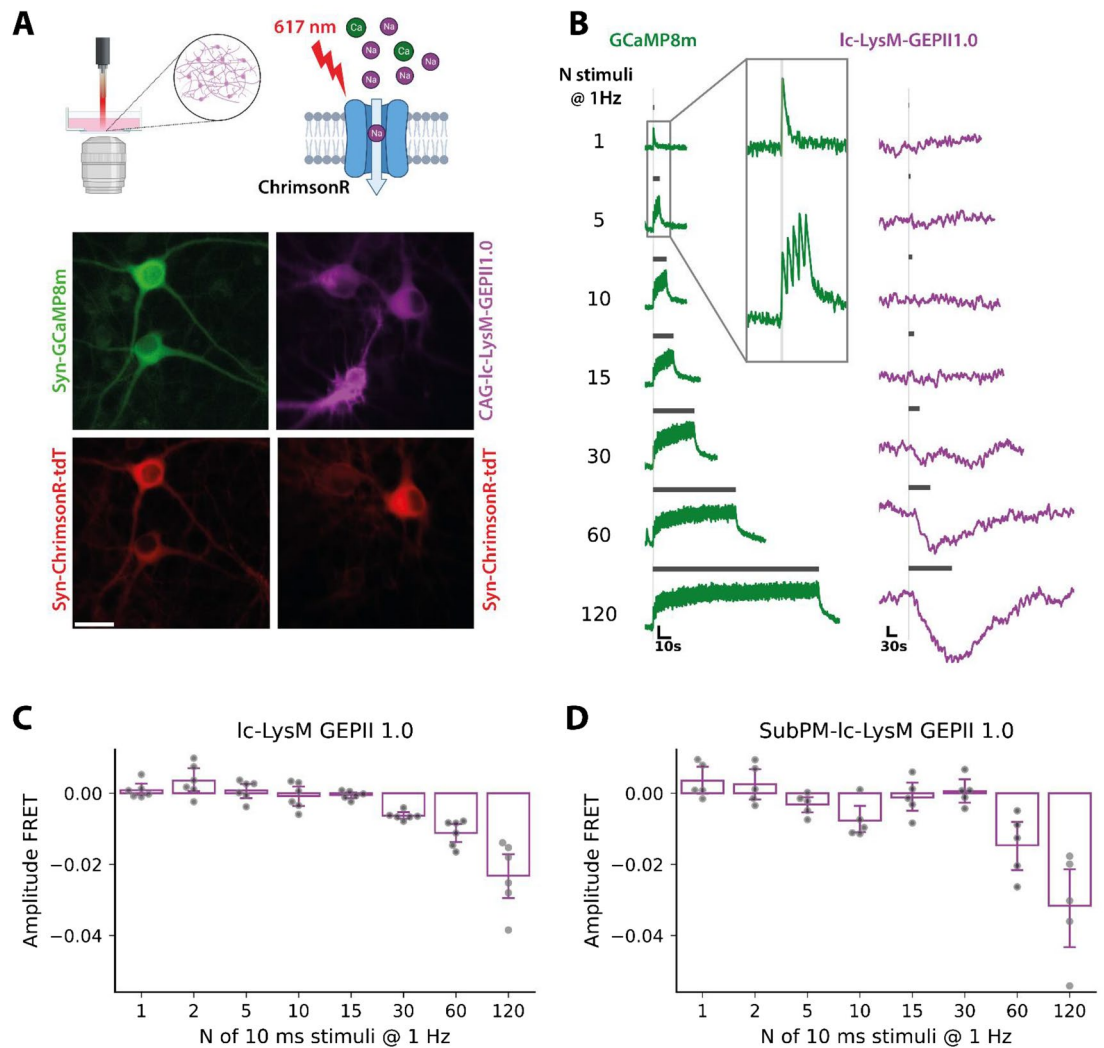 A
617 nm
Ca
Na
Na
Ca
Na
Na
Na
Na
ChrimsonR
Syn-GCaMP8m
CAG-lc-LysM-GEPII1.0
Syn-ChrimsonR-tdT
Syn-ChrimsonR-tdT
B
GCaMP8m
lc-LysM-GEPII1.0
N stimuli
@ 1Hz
1
5
10
15
30
60
120
10s
30s
C
lc-LysM GEPII 1.0
Amplitude FRET
0.00
−0.02
−0.04
1 2 5 10 15 30 60 120
N of 10 ms stimuli @ 1 Hz
D
SubPM-lc-LysM GEPII 1.0
Amplitude FRET
0.00
−0.02
−0.04
1 2 5 10 15 30 60 120
N of 10 ms stimuli @ 1 Hz